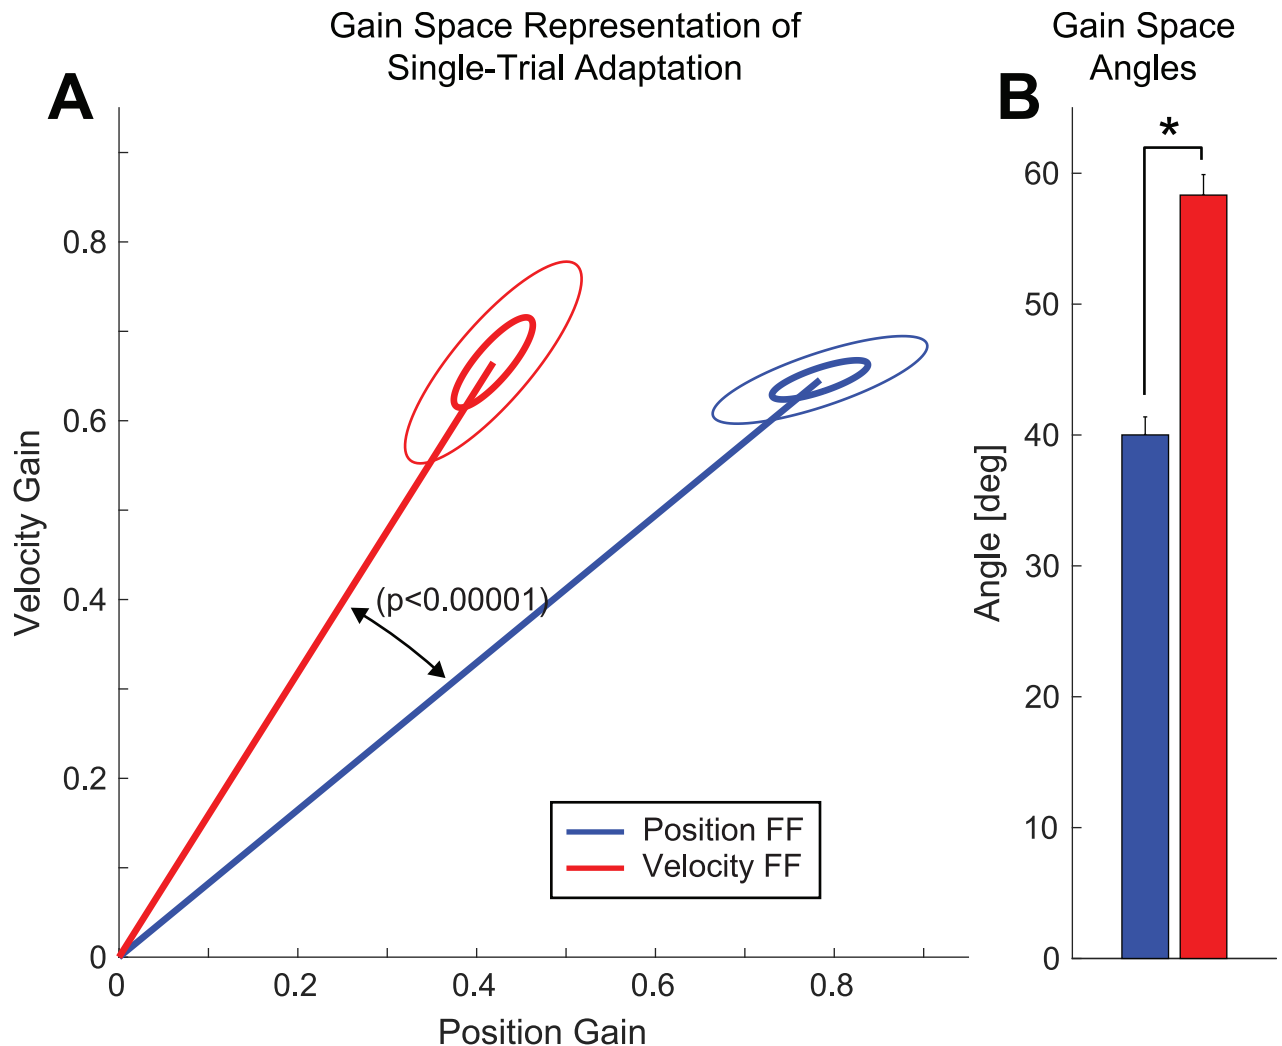 Gain Space Representation of
Single-Trial Adaptation
A
Velocity Gain
0.8
0.6
0.4
0.2
0
(p<0.00001)
Position FF
Velocity FF
0 0.2 0.4 0.6 0.8
Position Gain
Gain Space
Angles
B
*
Angle [deg]
60
50
40
30
20
10
0